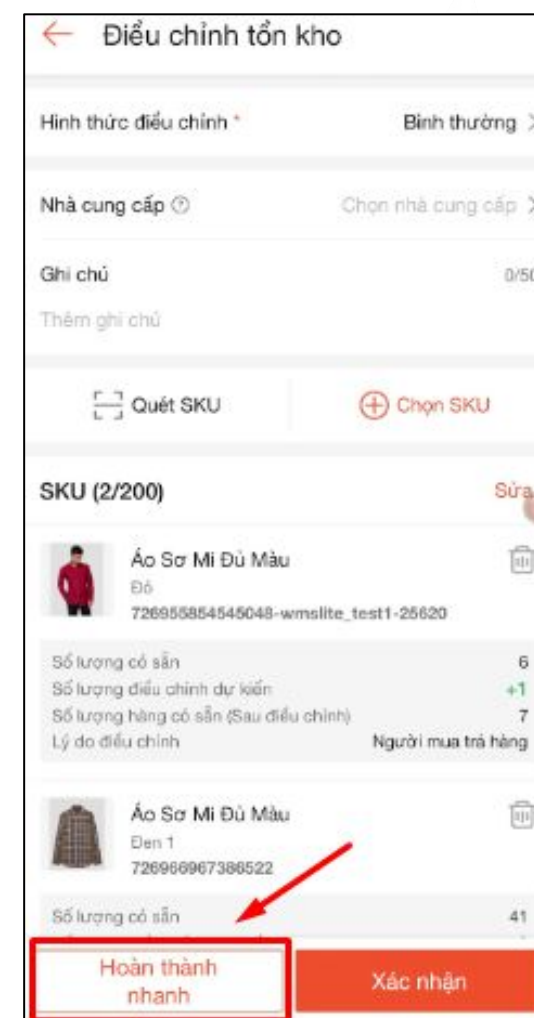 Điều chỉnh tồn kho
Hình thức điều chỉnh * Bình thường
Nhà cung cấp Chọn nhà cung cấp
Ghi chú 0/50
Thêm ghi chú
Quét SKU Chọn SKU
SKU (2/200) Sửa
Áo Sơ Mi Đủ Màu
Đỏ
726955854545048-wmslite_test1-25620
Số lượng có sẵn 6
Số lượng điều chỉnh dự kiến +1
Số lượng hàng có sẵn (Sau điều chỉnh) 7
Lý do điều chỉnh Người mua trả hàng
Áo Sơ Mi Đủ Màu
Đen 1
726966967386522
Số lượng có sẵn 41
Hoàn thành
nhanh
Xác nhận